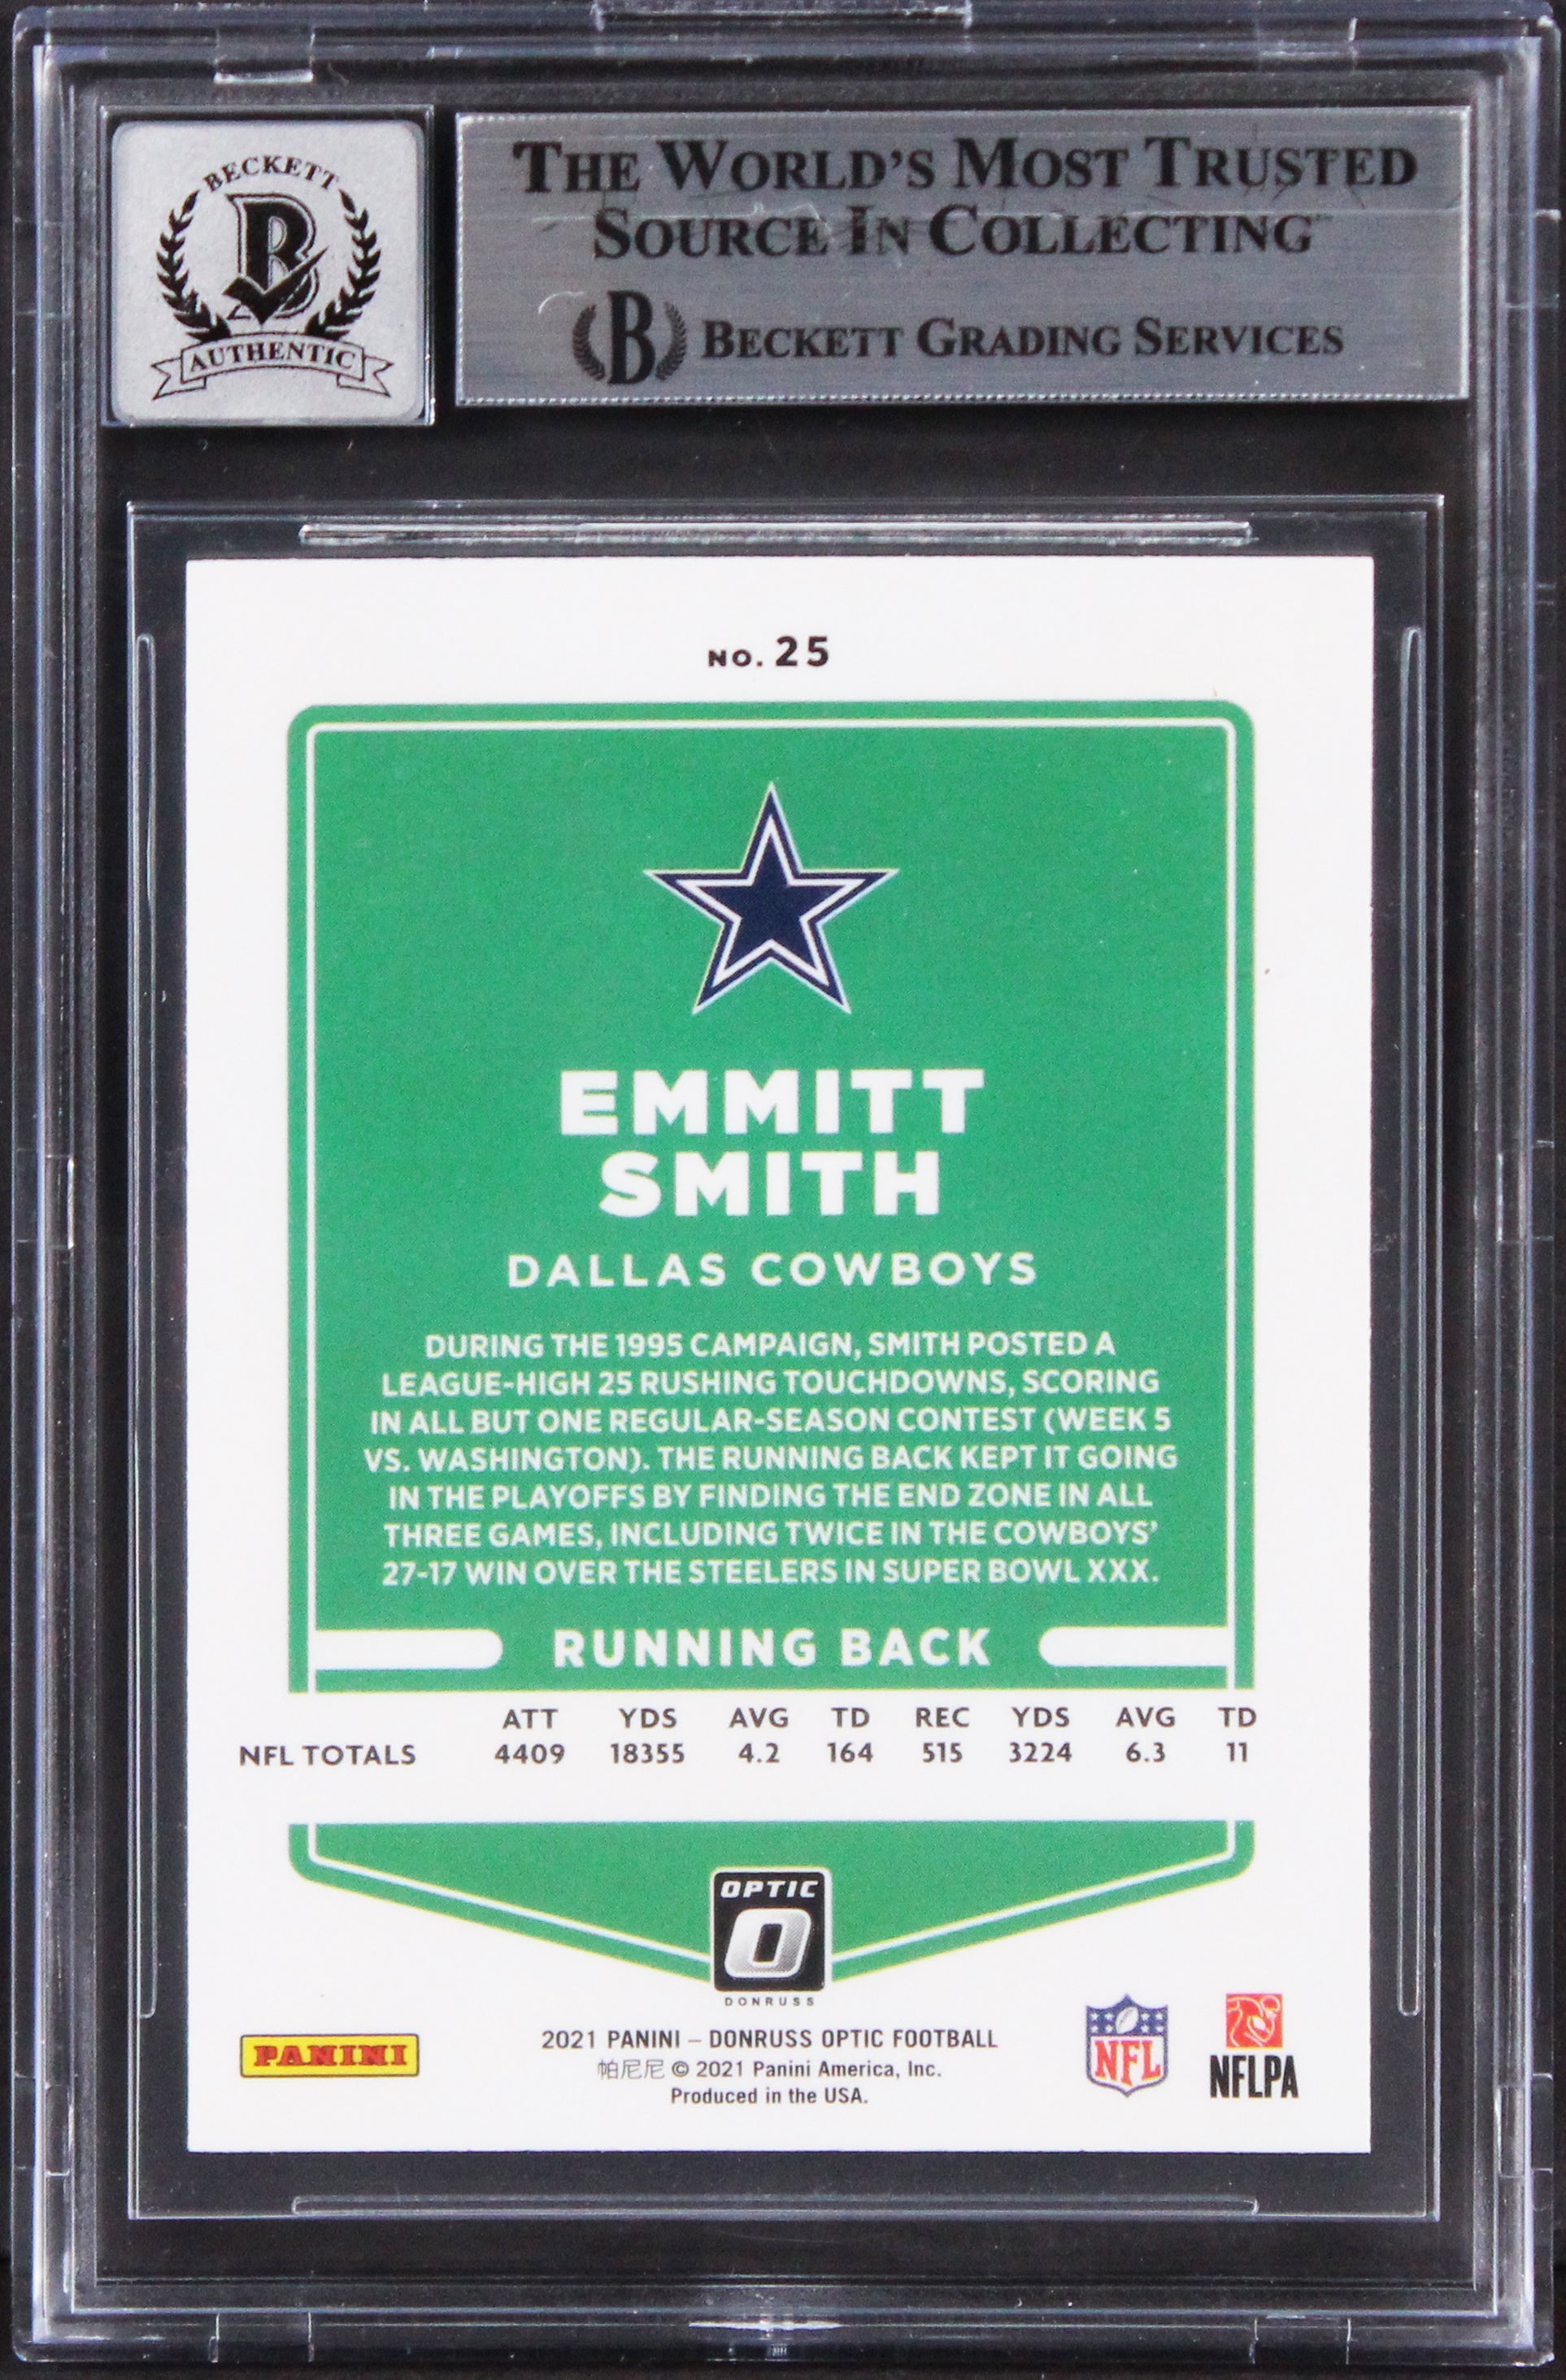 BECKETT
B
AUTHENTIC
THE WORLD'S MOST TRUSTED
SOURCE IN COLLECTING™
B BECKETT GRADING SERVICES
NO. 25
EMMITT
SMITH
DALLAS COWBOYS
DURING THE 1995 CAMPAIGN, SMITH POSTED A
LEAGUE-HIGH 25 RUSHING TOUCHDOWNS, SCORING
IN ALL BUT ONE REGULAR-SEASON CONTEST (WEEK 5
VS. WASHINGTON). THE RUNNING BACK KEPT IT GOING
IN THE PLAYOFFS BY FINDING THE END ZONE IN ALL
THREE GAMES, INCLUDING TWICE IN THE COWBOYS'
27-17 WIN OVER THE STEELERS IN SUPER BOWL XXX.
RUNNING BACK
ATT YDS AVG TD REC YDS AVG TD
NFL TOTALS 4409 18355 4.2 164 515 3224 6.3 11
OPTIC
O
DONRUSS
PANINI
2021 PANINI – DONRUSS OPTIC FOOTBALL
帕尼尼 © 2021 Panini America, Inc.
Produced in the USA.
NFL
NFLPA